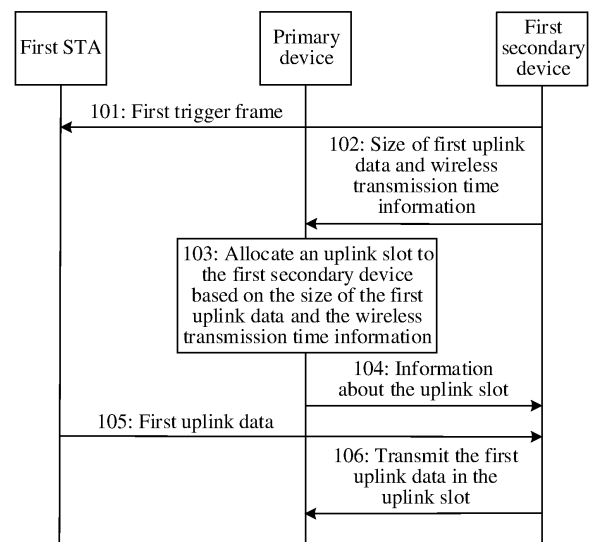 First STA
Primary
device
First
secondary
device
101: First trigger frame
102: Size of first uplink
data and wireless
transmission time
information
103: Allocate an uplink slot to
the first secondary device
based on the size of the first
uplink data and the wireless
transmission time information
104: Information
about the uplink slot
105: First uplink data
106: Transmit the first
uplink data in the
uplink slot